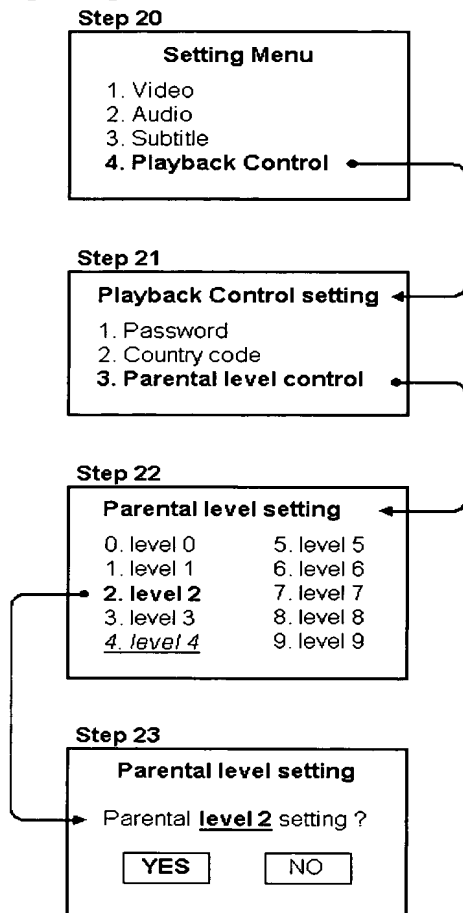 Step 20
Setting Menu
1. Video
2. Audio
3. Subtitle
4. Playback Control
Step 21
Playback Control setting
1. Password
2. Country code
3. Parental level control
Step 22
Parental level setting
0. level 0 5. level 5
1. level 1 6. level 6
2. level 2 7. level 7
3. level 3 8. level 8
4. level 4 9. level 9
Step 23
Parental level setting
Parental level 2 setting ?
YES NO